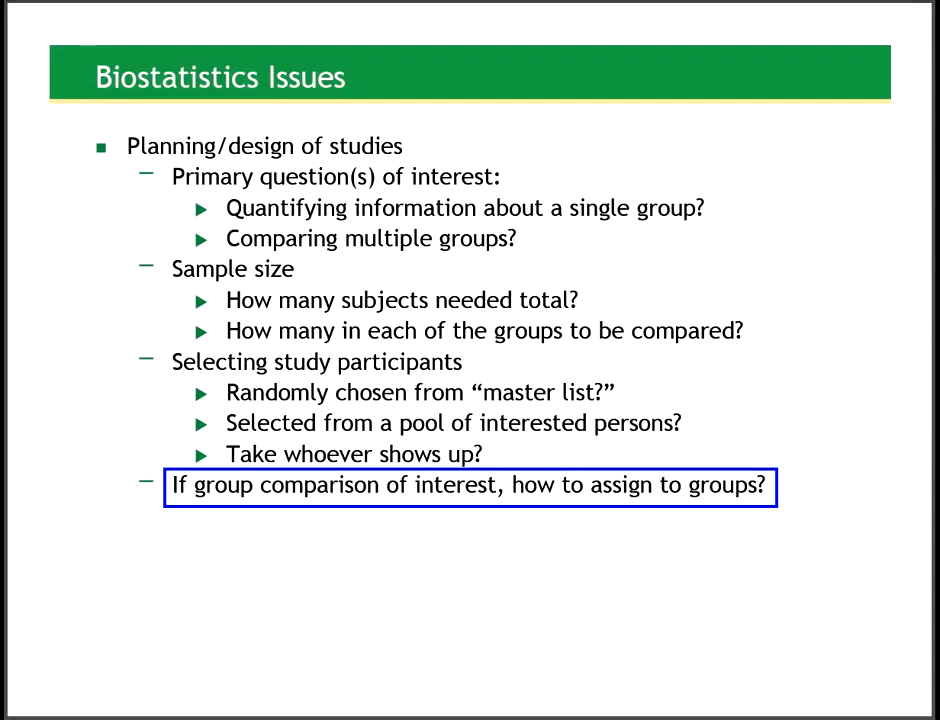 Biostatistics Issues
Planning/design of studies
Primary question(s) of interest:
Quantifying information about a single group?
Comparing multiple groups?
Sample size
How many subjects needed total?
How many in each of the groups to be compared?
Selecting study participants
Randomly chosen from “master list?”
Selected from a pool of interested persons?
Take whoever shows up?
If group comparison of interest, how to assign to groups?